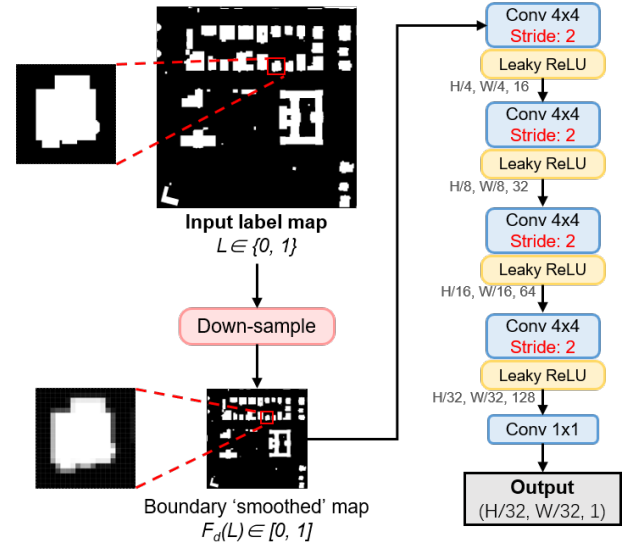 Input label map
L∈ {0, 1}
Down-sample
Boundary ‘smoothed’ map
F_d(L)∈ [0, 1]
Conv 4x4
Stride: 2
Leaky ReLU
H/4, W/4, 16
Conv 4x4
Stride: 2
Leaky ReLU
H/8, W/8, 32
Conv 4x4
Stride: 2
Leaky ReLU
H/16, W/16, 64
Conv 4x4
Stride: 2
Leaky ReLU
H/32, W/32, 128
Conv 1x1
Output
(H/32, W/32, 1)